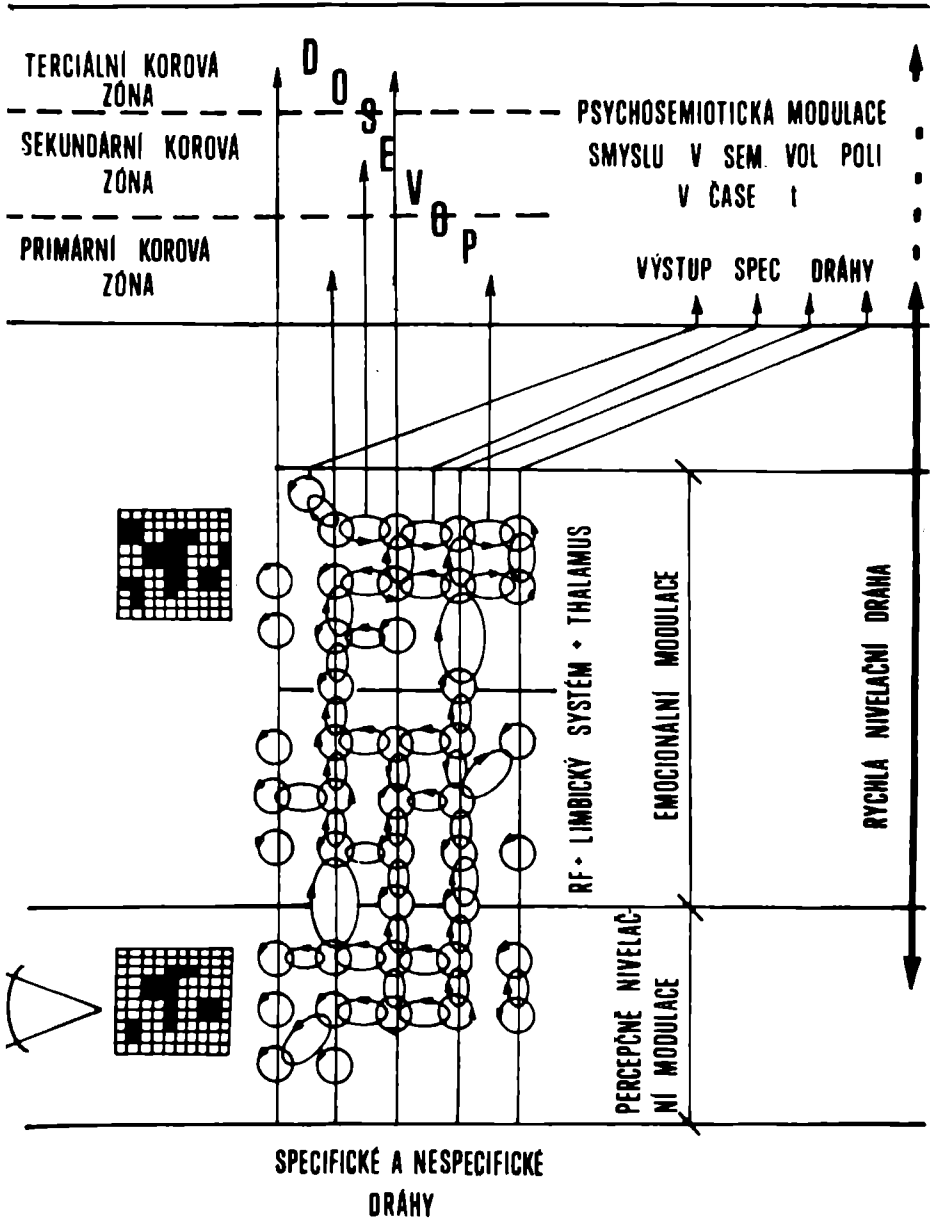 TERCIÁLNÍ KOROVÁ
ZÓNA
SEKUNDÁRNÍ KOROVÁ
ZÓNA
PRIMÁRNÍ KOROVÁ
ZÓNA
D
O
S
E
V
O
P
PSYCHOSEMIOTICKÁ MODULACE
SMYSLU V SEM. VOL POLI
V ČASE t
VÝSTUP SPEC DRÁHY
RF + LIMBICKÝ SYSTÉM + THALAMUS
EMOCIONÁLNÍ MODULACE
RYCHLÁ NIVELAČNÍ DRÁHA
PERCEPČNĚ NIVELAČ-
NÍ MODULACE
SPECIFICKÉ A NESPECIFICKÉ
DRÁHY